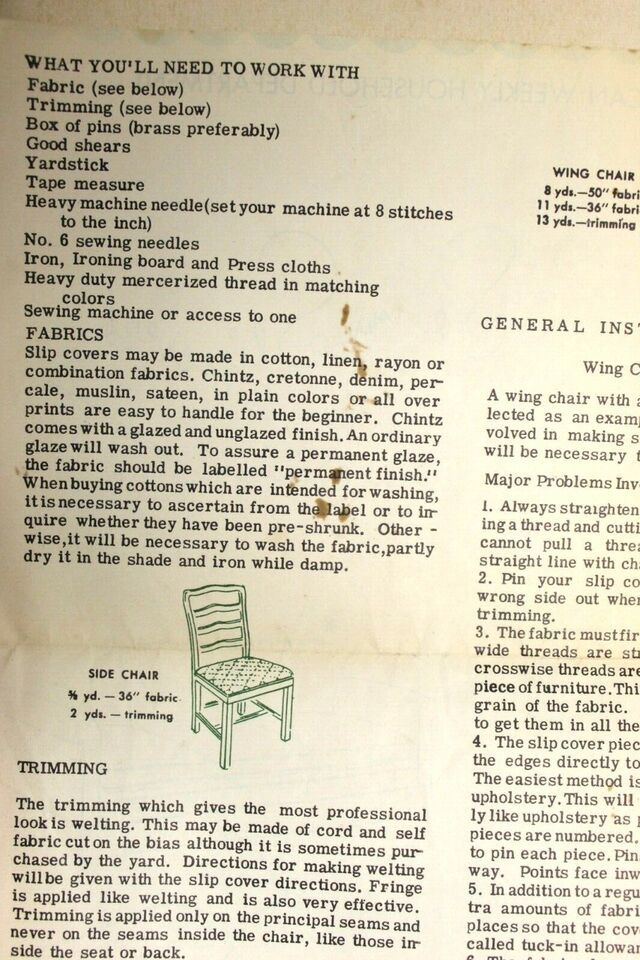 WHAT YOU'LL NEED TO WORK WITH
Fabric (see below)
Trimming (see below)
Box of pins (brass preferably)
Good shears
Yardstick
Tape measure
Heavy machine needle(set your machine at 8 stitches
to the inch)
No. 6 sewing needles
Iron, Ironing board and Press cloths
Heavy duty mercerized thread in matching
colors
Sewing machine or access to one
FABRICS
Slip covers may be made in cotton, linen, rayon or
combination fabrics. Chintz, cretonne, denim, per-
cale, muslin, sateen, in plain colors or all over
prints are easy to handle for the beginner. Chintz
comes with a glazed and unglazed finish. An ordinary
glaze will wash out. To assure a permanent glaze,
the fabric should be labelled "permanent finish."
When buying cottons which are intended for washing,
it is necessary to ascertain from the label or to in-
quire whether they have been pre-shrunk. Other -
wise, it will be necessary to wash the fabric, partly
dry it in the shade and iron while damp.
SIDE CHAIR
⅝ yd. — 36" fabric
2 yds. — trimming
TRIMMING
The trimming which gives the most professional
look is welting. This may be made of cord and self
fabric cut on the bias although it is sometimes pur-
chased by the yard. Directions for making welting
will be given with the slip cover directions. Fringe
is applied like welting and is also very effective.
Trimming is applied only on the principal seams and
never on the seams inside the chair, like those in-
side the seat or back.
WING CHAIR
8 yds.—50" fabri
11 yds.—36" fabri
13 yds.—trimming
GENERAL INS
Wing C
A wing chair with a
lected as an examp
volved in making s
will be necessary t
Major Problems Inv
1. Always straighten
ing a thread and cutti
cannot pull a threa
straight line with cha
2. Pin your slip co
wrong side out when
trimming.
3. The fabric must fir
wide threads are str
crosswise threads are
piece of furniture. Thi
grain of the fabric.
to get them in all the
4. The slip cover piec
the edges directly to
The easiest method is
upholstery. This will
ly like upholstery as p
pieces are numbered.
to pin each piece. Pin
way. Points face inw
5. In addition to a regu
tra amounts of fabri
places so that the cov
called tuck-in allowan